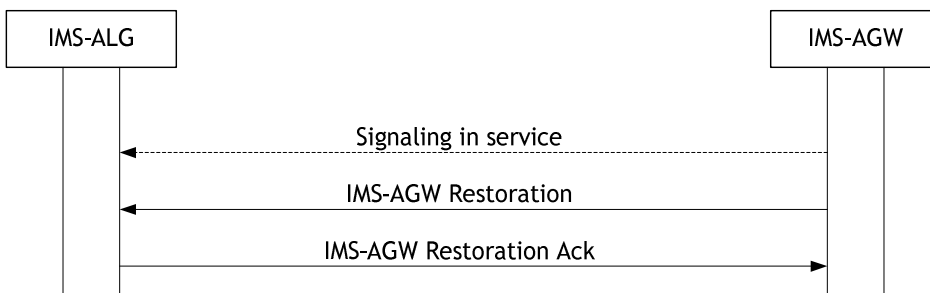 IMS-ALG
IMS-AGW
Signaling in service
IMS-AGW Restoration
IMS-AGW Restoration Ack